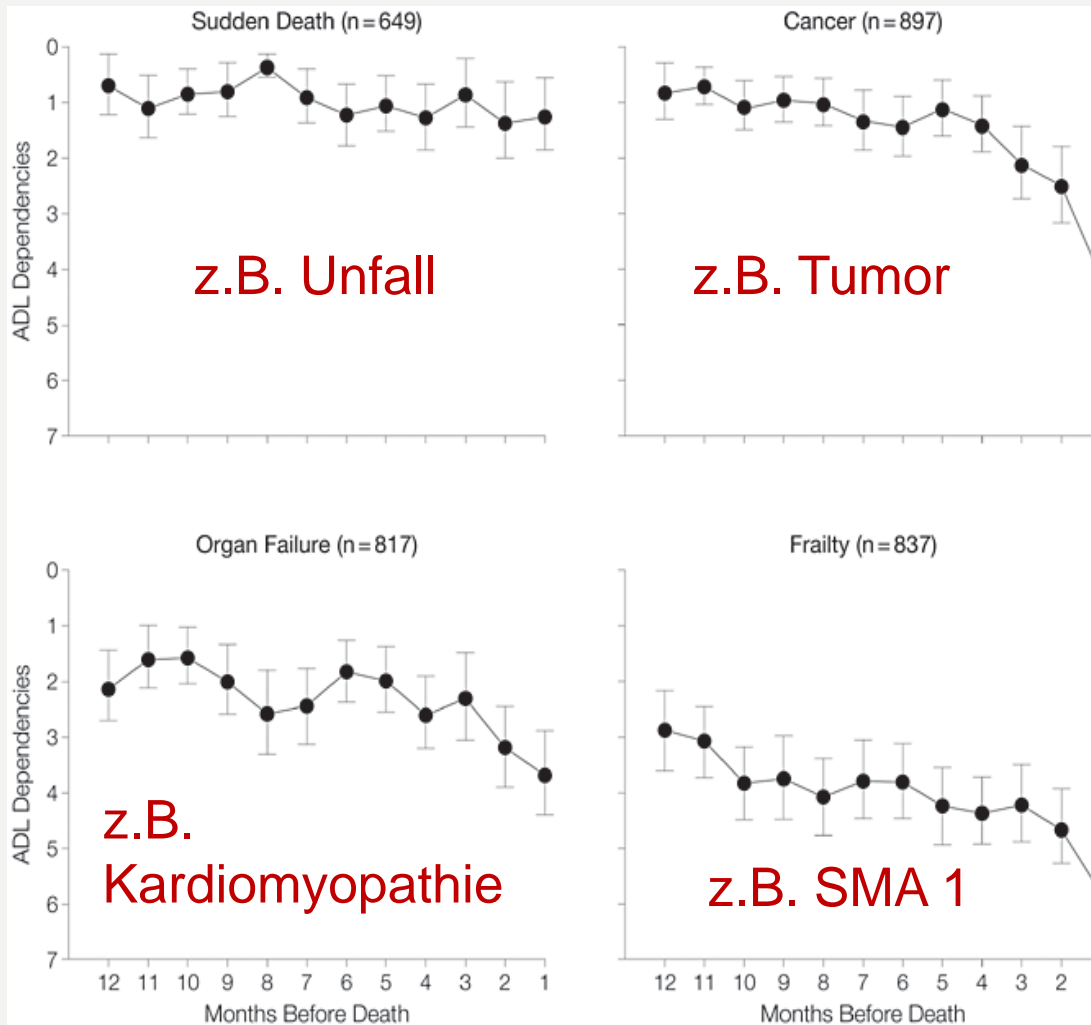 Sudden Death (n=649)
0
1
2
3
4
5
6
7
ADL Dependencies
z.B. Unfall
Cancer (n=897)
z.B. Tumor
Organ Failure (n=817)
0
1
2
3
4
5
6
7
ADL Dependencies
z.B.
Kardiomyopathie
12 11 10 9 8 7 6 5 4 3 2 1
Months Before Death
Frailty (n=837)
z.B. SMA 1
12 11 10 9 8 7 6 5 4 3 2
Months Before Death